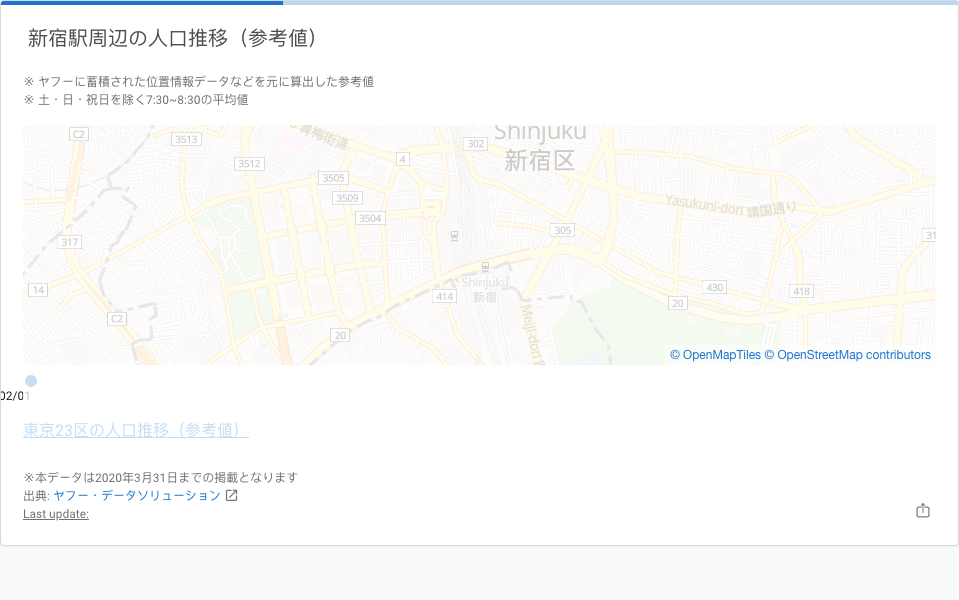 新宿駅周辺の人口推移（参考値）
※ ヤフーに蓄積された位置情報データなどを元に算出した参考値
※ 土・日・祝日を除く7:30~8:30の平均値
C2
3513
青梅街道
302
Shinjuku
新宿区
3512
4
3505
3509
Yasukuni-dori 靖国通り
3504
317
305
31
14
Shinjuku
新宿
414
430
418
20
C2
20
Meiji-dori
© OpenMapTiles © OpenStreetMap contributors
02/01
東京23区の人口推移（参考値）
※本データは2020年3月31日までの掲載となります
出典: ヤフー・データソリューション
Last update: